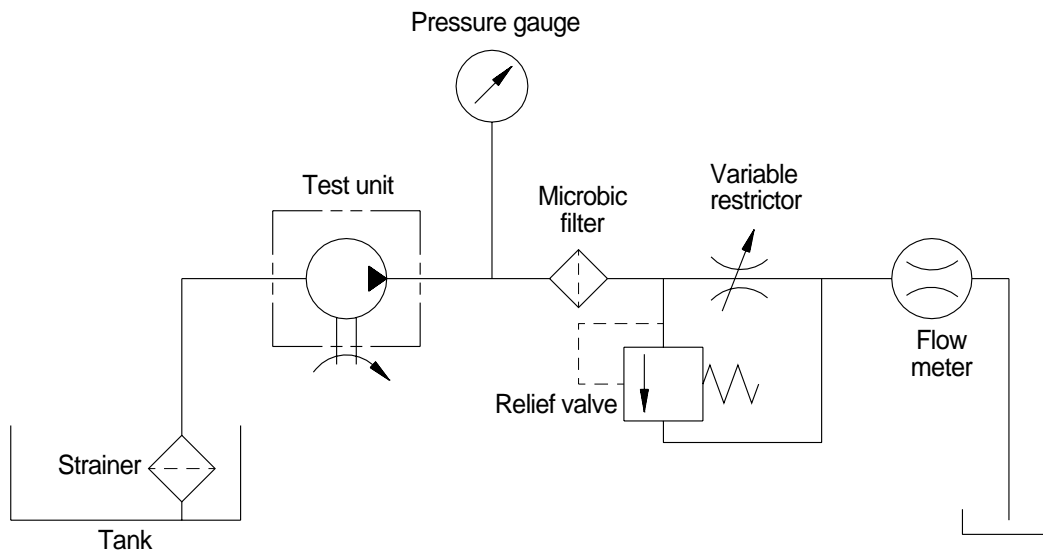 Pressure gauge
Test unit
Microbic
filter
Variable
restrictor
Flow
meter
Relief valve
Strainer
Tank